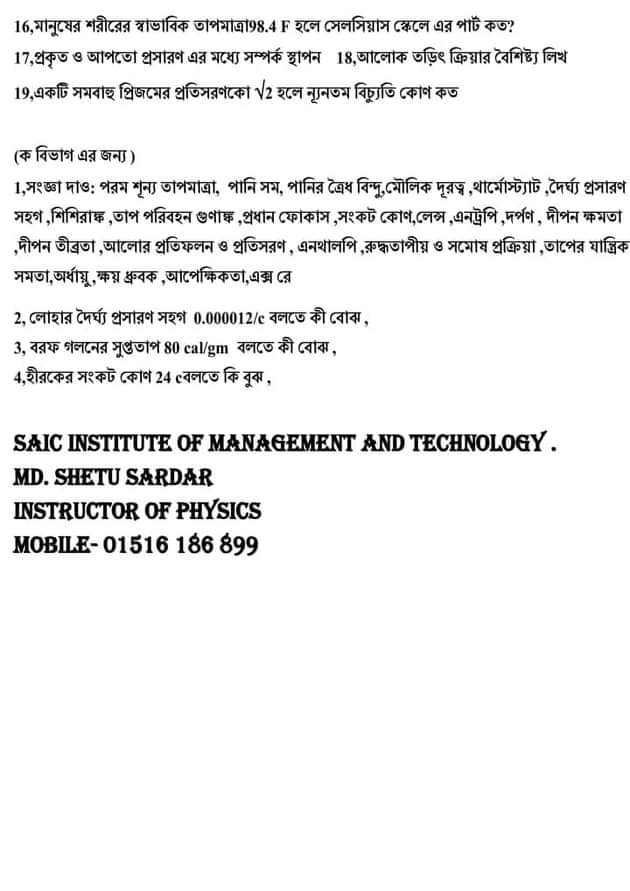 16,মানুষের শরীরের স্বাভাবিক তাপমাত্রা98.4 F হলে সেলসিয়াস স্কেলে এর পার্ট কত?
17,প্রকৃত ও আপতো প্রসারণ এর মধ্যে সম্পর্ক স্থাপন 18,আলোক তড়িৎ ক্রিয়ার বৈশিষ্ট্য লিখ
19,একটি সমবাহু প্রিজমের প্রতিসরণকো √2 হলে ন্যূনতম বিচ্যুতি কোণ কত
(ক বিভাগ এর জন্য )
1,সংজ্ঞা দাও: পরম শূন্য তাপমাত্রা, পানি সম, পানির ত্রৈধ বিন্দু,মৌলিক দূরত্ব ,থার্মোস্ট্যাট ,দৈর্ঘ্য প্রসারণ
সহগ ,শিশিরাঙ্ক ,তাপ পরিবহন গুণাঙ্ক ,প্রধান ফোকাস ,সংকট কোণ,লেন্স ,এনট্রপি ,দর্পণ , দীপন ক্ষমতা
,দীপন তীব্রতা ,আলোর প্রতিফলন ও প্রতিসরণ , এনথালপি ,রুদ্ধতাপীয় ও সমোষ প্রক্রিয়া ,তাপের যান্ত্রিক
সমতা,অর্ধায়ু ,ক্ষয় ধ্রুবক ,আপেক্ষিকতা,এক্স রে
2, লোহার দৈর্ঘ্য প্রসারণ সহগ 0.000012/c বলতে কী বোঝ ,
3, বরফ গলনের সুপ্ততাপ 80 cal/gm বলতে কী বোঝ ,
4,হীরকের সংকট কোণ 24 cবলতে কি বুঝ ,
SAIC INSTITUTE OF MANAGEMENT AND TECHNOLOGY .
MD. SHETU SARDAR
INSTRUCTOR OF PHYSICS
MOBILE- 01516 186 899